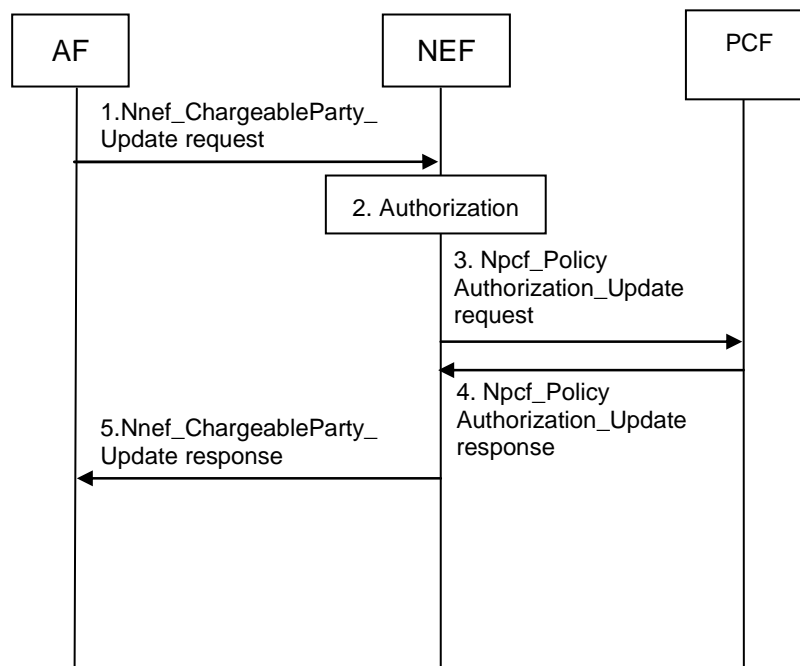 AF
NEF
PCF
1.Nnef_ChargeableParty_
Update request
2. Authorization
3. Npcf_Policy
Authorization_Update
request
4. Npcf_Policy
Authorization_Update
response
5.Nnef_ChargeableParty_
Update response